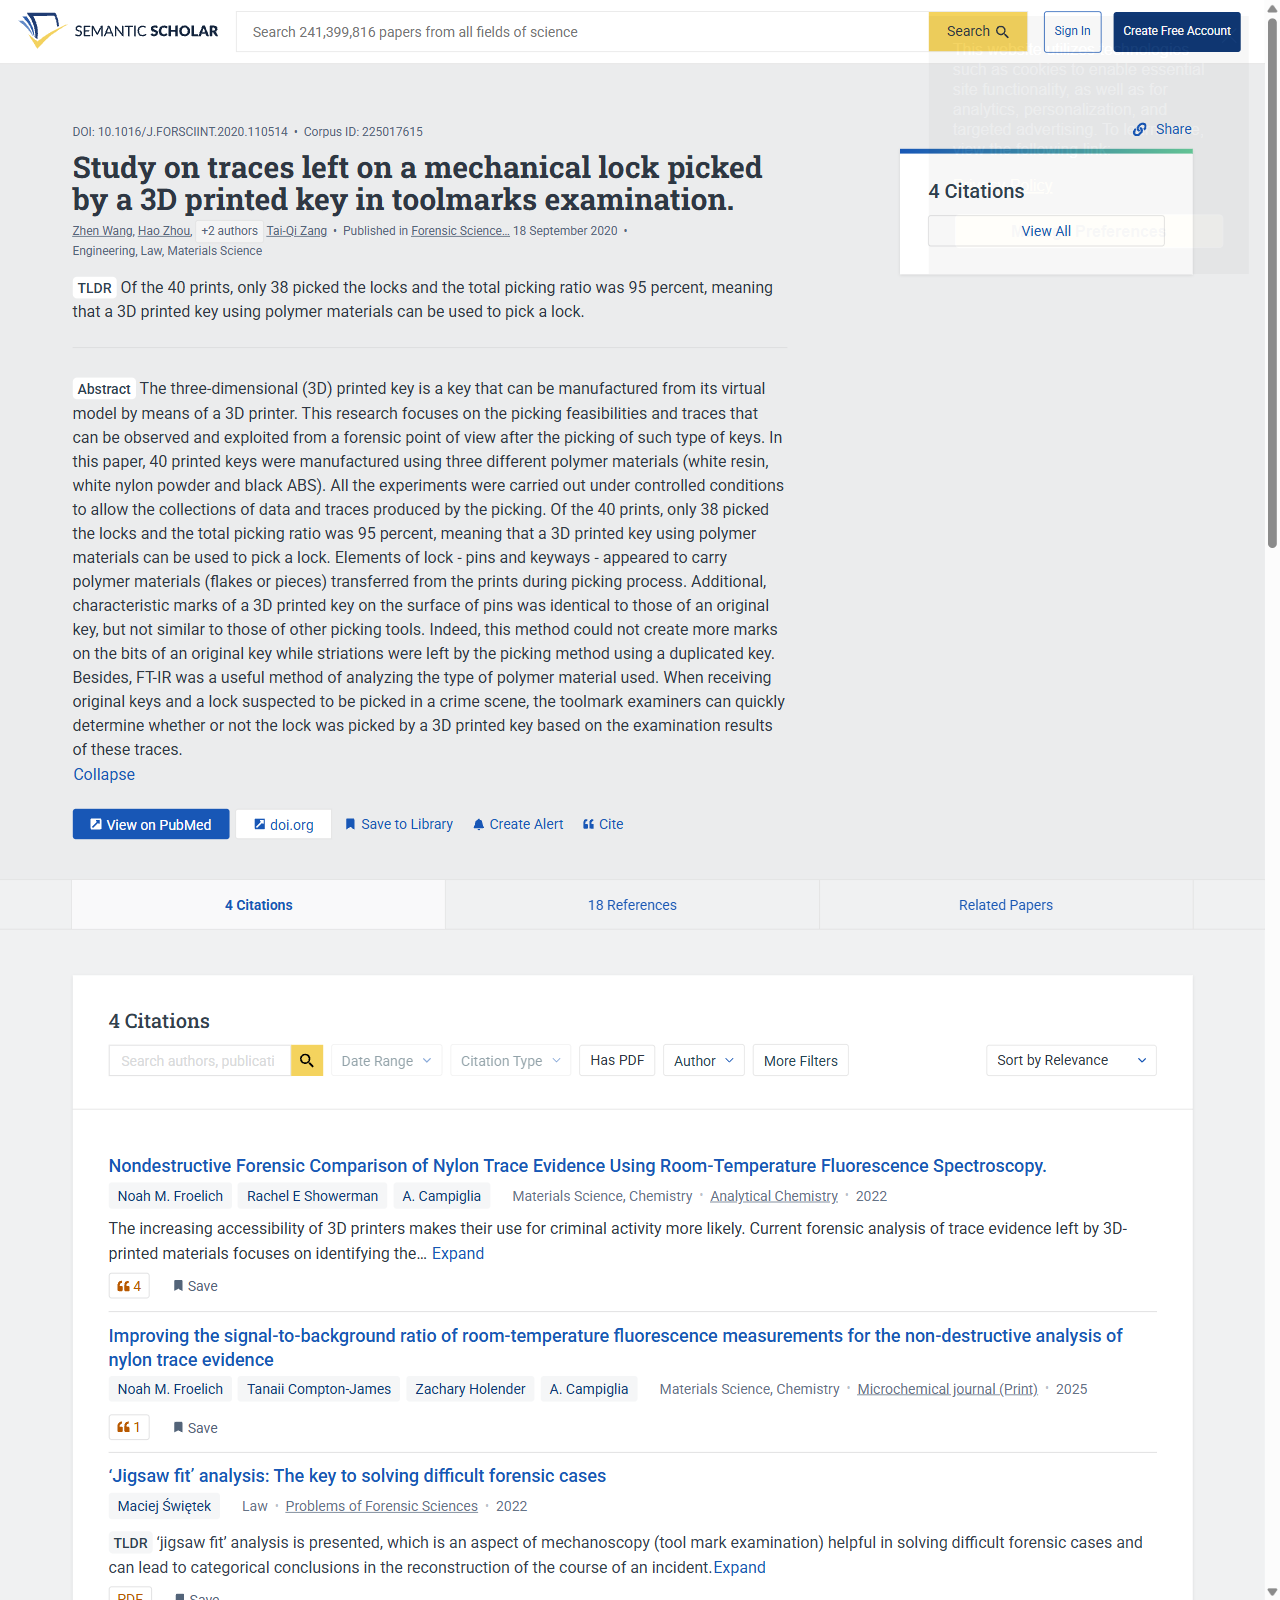 SEMANTIC SCHOLAR
Search 241,399,816 papers from all fields of science
Search
Sign In
Create Free Account
such as cookies to enable essential
site functionality, as well as for
analytics, personalization, and
targeted advertising.
DOI: 10.1016/J.FORSCIINT.2020.110514 • Corpus ID: 225017615
Share
Study on traces left on a mechanical lock picked
by a 3D printed key in toolmarks examination.
Zhen Wang, Hao Zhou, +2 authors Tai-Qi Zang • Published in Forensic Science… 18 September 2020 •
Engineering, Law, Materials Science
4 Citations
View All
Preferences
TLDR Of the 40 prints, only 38 picked the locks and the total picking ratio was 95 percent, meaning
that a 3D printed key using polymer materials can be used to pick a lock.
Abstract The three-dimensional (3D) printed key is a key that can be manufactured from its virtual
model by means of a 3D printer. This research focuses on the picking feasibilities and traces that
can be observed and exploited from a forensic point of view after the picking of such type of keys. In
this paper, 40 printed keys were manufactured using three different polymer materials (white resin,
white nylon powder and black ABS). All the experiments were carried out under controlled conditions
to allow the collections of data and traces produced by the picking. Of the 40 prints, only 38 picked
the locks and the total picking ratio was 95 percent, meaning that a 3D printed key using polymer
materials can be used to pick a lock. Elements of lock - pins and keyways - appeared to carry
polymer materials (flakes or pieces) transferred from the prints during picking process. Additional,
characteristic marks of a 3D printed key on the surface of pins was identical to those of an original
key, but not similar to those of other picking tools. Indeed, this method could not create more marks
on the bits of an original key while striations were left by the picking method using a duplicated key.
Besides, FT-IR was a useful method of analyzing the type of polymer material used. When receiving
original keys and a lock suspected to be picked in a crime scene, the toolmark examiners can quickly
determine whether or not the lock was picked by a 3D printed key based on the examination results
of these traces.
Collapse
View on PubMed
doi.org
Save to Library
Create Alert
Cite
4 Citations
18 References
Related Papers
4 Citations
Search authors, publicati
Date Range
Citation Type
Has PDF
Author
More Filters
Sort by Relevance
Nondestructive Forensic Comparison of Nylon Trace Evidence Using Room-Temperature Fluorescence Spectroscopy.
Noah M. Froelich Rachel E Showerman A. Campiglia Materials Science, Chemistry • Analytical Chemistry • 2022
The increasing accessibility of 3D printers makes their use for criminal activity more likely. Current forensic analysis of trace evidence left by 3D-
printed materials focuses on identifying the… Expand
4
Save
Improving the signal-to-background ratio of room-temperature fluorescence measurements for the non-destructive analysis of
nylon trace evidence
Noah M. Froelich Tanaii Compton-James Zachary Holender A. Campiglia Materials Science, Chemistry • Microchemical journal (Print) • 2025
1
Save
‘Jigsaw fit’ analysis: The key to solving difficult forensic cases
Maciej Świętek Law • Problems of Forensic Sciences • 2022
TLDR ‘jigsaw fit’ analysis is presented, which is an aspect of mechanoscopy (tool mark examination) helpful in solving difficult forensic cases and
can lead to categorical conclusions in the reconstruction of the course of an incident.Expand
PDF
Save